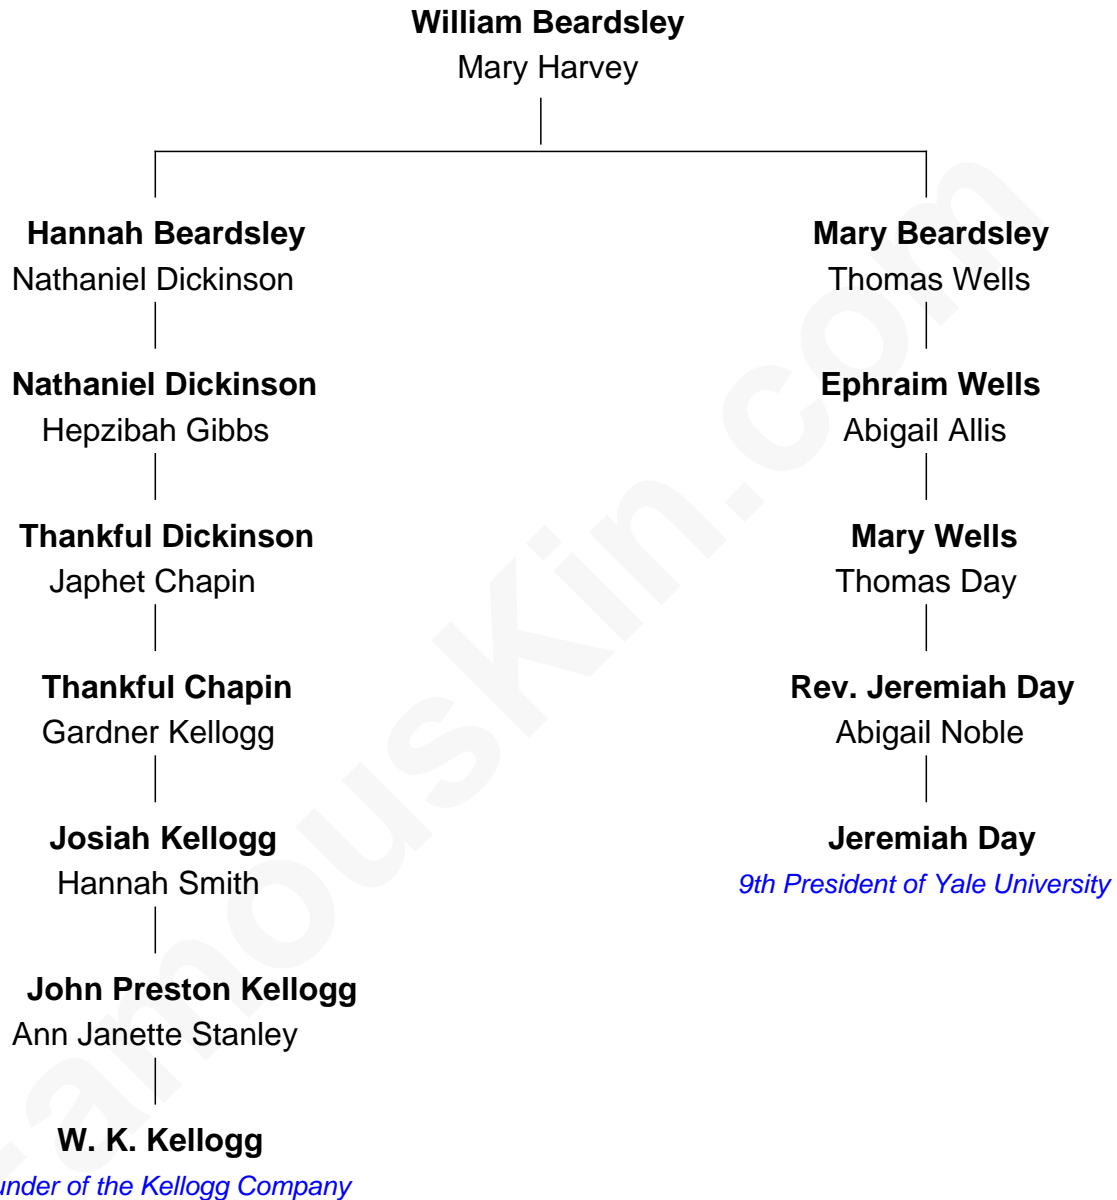 William Beardsley
Mary Harvey
Hannah Beardsley
Nathaniel Dickinson
Mary Beardsley
Thomas Wells
Nathaniel Dickinson
Hepzibah Gibbs
Ephraim Wells
Abigail Allis
Thankful Dickinson
Japhet Chapin
Mary Wells
Thomas Day
Thankful Chapin
Gardner Kellogg
Rev. Jeremiah Day
Abigail Noble
Josiah Kellogg
Hannah Smith
Jeremiah Day
9th President of Yale University
John Preston Kellogg
Ann Janette Stanley
W. K. Kellogg
under of the Kellogg Company
FamousKin.com